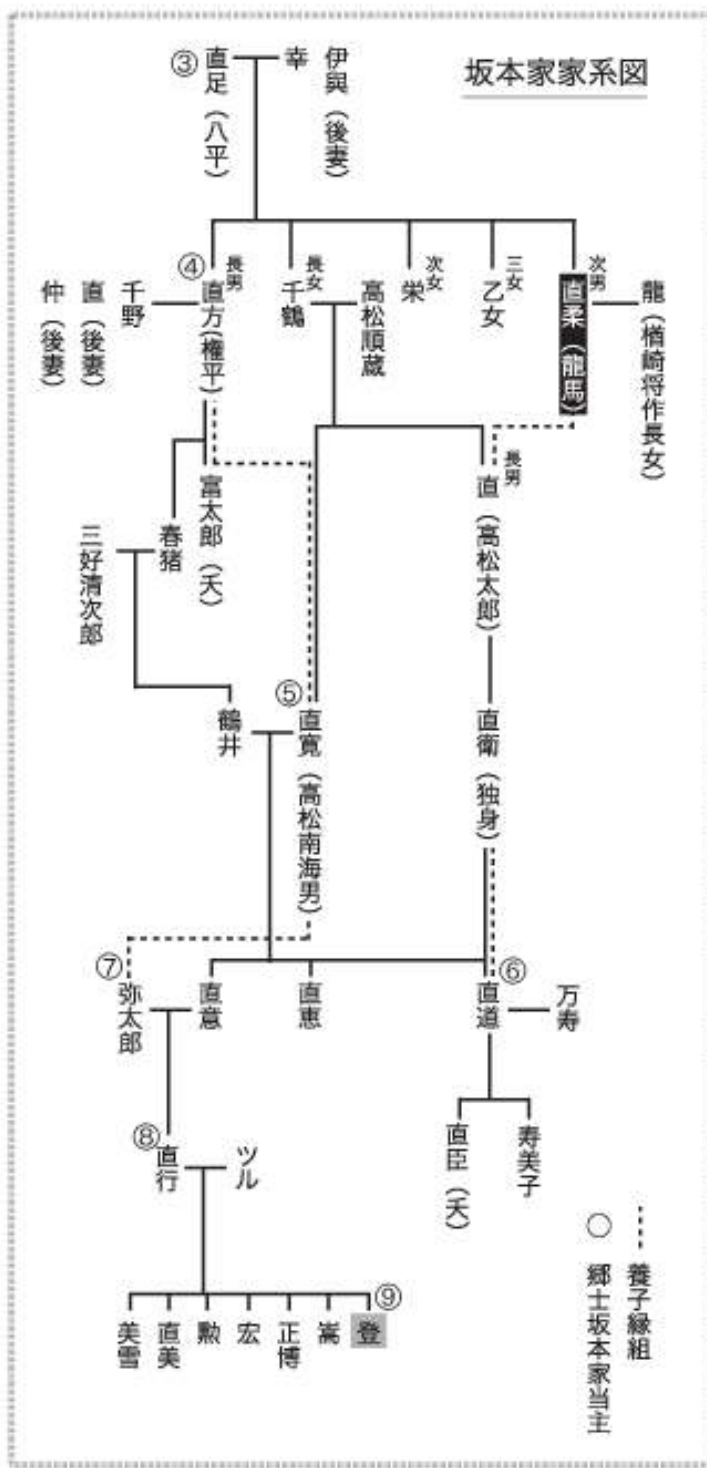 坂本家家系図
伊與（後妻）
幸
③直足（八平）
龍（楢崎将作長女）
次男
直柔（龍馬）
三女
乙女
次女
栄
高松順蔵
長女
千鶴
長男
④直方（権平）
千野
直（後妻）
仲（後妻）
長男
直（高松太郎）
富太郎（夭）
春猪
三好清次郎
直衛（独身）
⑤直寛（高松南海男）
鶴井
万寿
⑥直道
直恵
直意
⑦弥太郎
寿美子
直臣（夭）
ツル
⑧直行
⑨登
嵩
正博
宏
勲
直美
美雪
養子縁組
○ 郷士坂本家当主